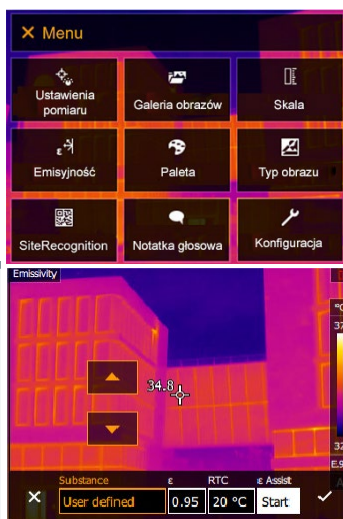 × Menu
Ustawienia
pomiaru
Galeria obrazów
Skala
Emisyjność
Paleta
Typ obrazu
SiteRecognition
Notatka głosowa
Konfiguracja
Emissivity
34.8
Substance ε RTC ε Assist
User defined 0.95 20 °C Start